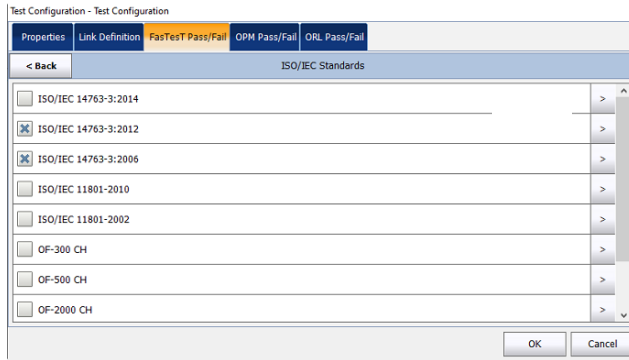 Test Configuration - Test Configuration
Properties Link Definition FasTesT Pass/Fail OPM Pass/Fail ORL Pass/Fail
< Back ISO/IEC Standards
ISO/IEC 14763-3:2014 >
ISO/IEC 14763-3:2012 >
ISO/IEC 14763-3:2006 >
ISO/IEC 11801-2010 >
ISO/IEC 11801-2002 >
OF-300 CH >
OF-500 CH >
OF-2000 CH >
OK Cancel